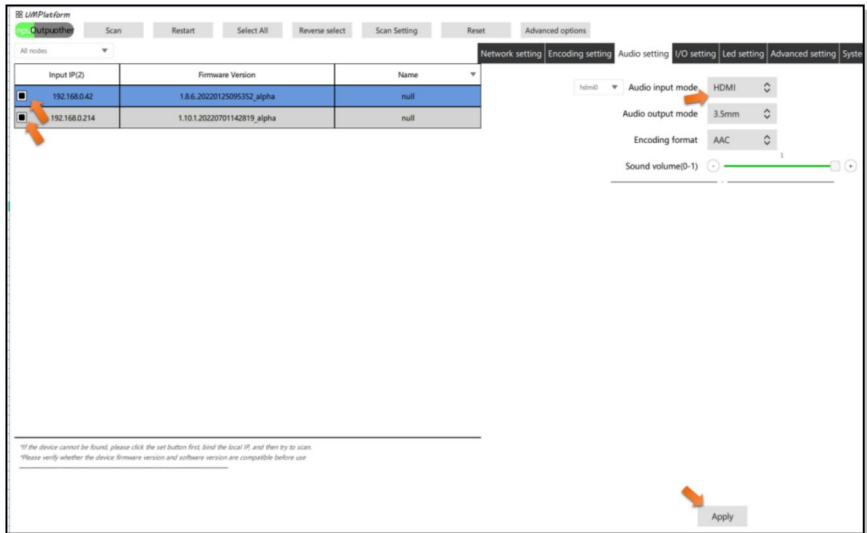 UMPlatform
Input Output other Scan Restart Select All Reverse select Scan Setting Reset Advanced options
All nodes
Network setting Encoding setting Audio setting I/O setting Led setting Advanced setting Syste
Input IP(2) Firmware Version Name
hdmi0 Audio input mode HDMI
192.168.0.42 1.8.6.20220125095352_alpha null
192.168.0.214 1.10.1.20220701142819_alpha null
Audio output mode 3.5mm
Encoding format AAC
1
Sound volume(0-1) - +
*If the device cannot be found, please click the set button first, bind the local IP, and then try to scan.
*Please verify whether the device firmware version and software version are compatible before use
Apply